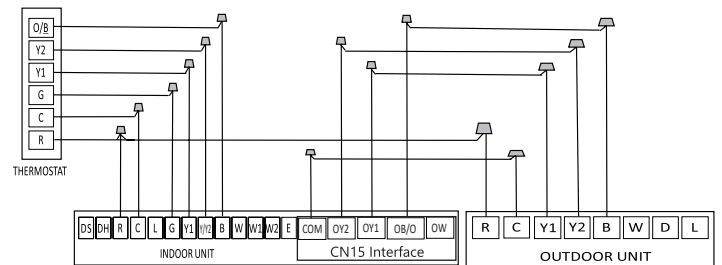 O/B
Y2
Y1
G
C
R
THERMOSTAT
DS DH R C L G Y1 Y/Y2 B W W1 W2 E COM OY2 OY1 OB/O OW
INDOOR UNIT
CN15 Interface
R C Y1 Y2 B W D L
OUTDOOR UNIT